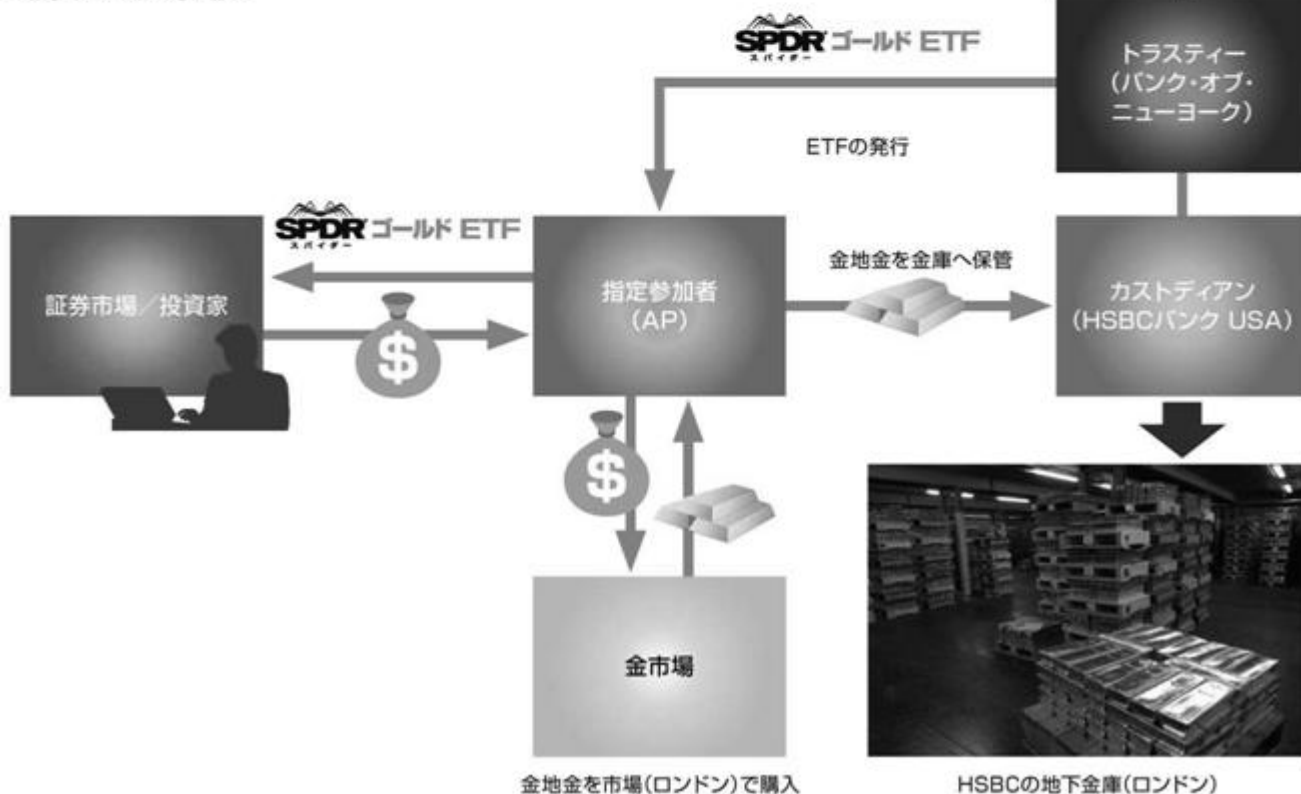 SPDR ゴールド ETF
スパイダー
トラスティー
(バンク・オブ・
ニューヨーク)
ETFの発行
SPDR ゴールド ETF
スパイダー
証券市場/投資家
指定参加者
(AP)
金地金を金庫へ保管
カストディアン
(HSBCバンク USA)
$
$
金市場
金地金を市場(ロンドン)で購入
HSBCの地下金庫(ロンドン)